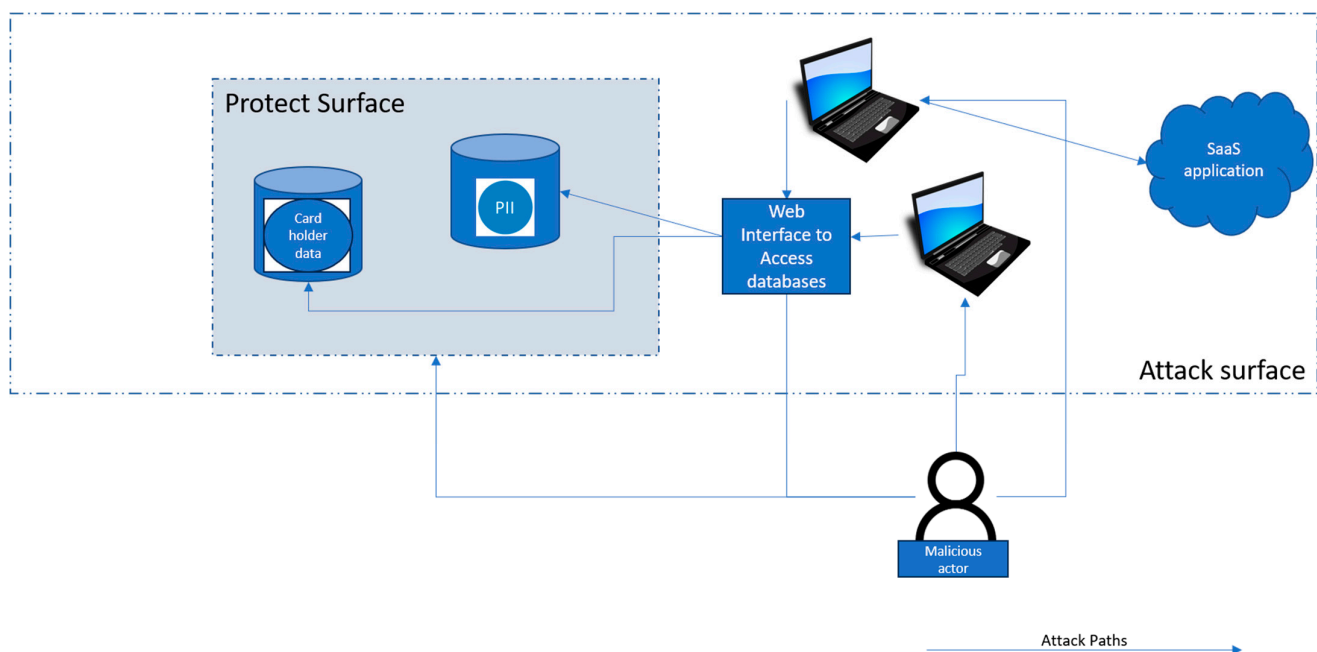 Protect Surface
Card
holder
data
PII
Web
Interface to
Access
databases
SaaS
application
Attack surface
Malicious
actor
Attack Paths